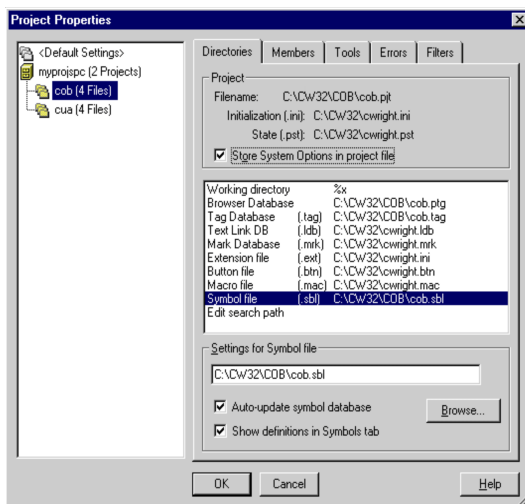 Project Properties
<Default Settings>
myprojspc (2 Projects)
cob (4 Files)
cua (4 Files)
Directories Members Tools Errors Filters
Project
Filename: C:\CW32\COB\cob.pjt
Initialization (.ini): C:\CW32\cwright.ini
State (.pst): C:\CW32\cwright.pst
Store System Options in project file
Working directory %x
Browser Database C:\CW32\COB\cob.ptg
Tag Database (.tag) C:\CW32\COB\cob.tag
Text Link DB (.ldb) C:\CW32\cwright.ldb
Mark Database (.mrk) C:\CW32\cwright.mrk
Extension file (.ext) C:\CW32\cwright.ini
Button file (.btn) C:\CW32\cwright.btn
Macro file (.mac) C:\CW32\cwright.mac
Symbol file (.sbl) C:\CW32\COB\cob.sbl
Edit search path
Settings for Symbol file
C:\CW32\COB\cob.sbl
Auto-update symbol database
Browse...
Show definitions in Symbols tab
OK Cancel Help